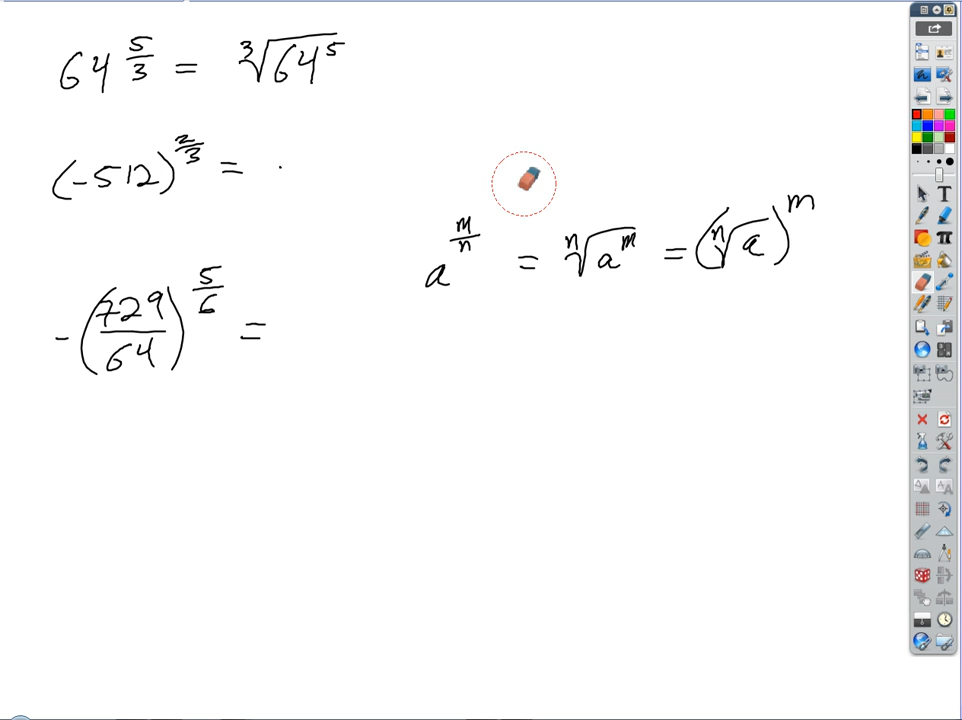 64^{5/3} = ∛(64^5)
(-512)^{2/3} =
a^{m/n} = ⁿ√(a^m) = (ⁿ√a)^m
-(729/64)^{5/6} =